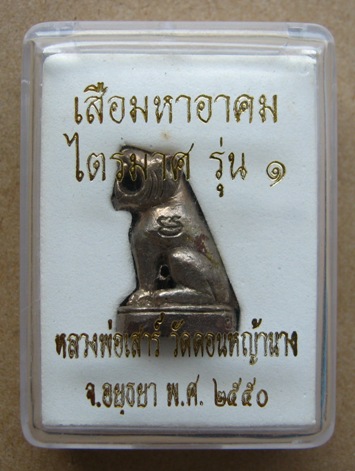 เสือมหาอาคม
ไตรมาศ รุ่น ๑
หลวงพ่อเสาร์ วัดดอนหญ้านาง
จ.อยุธยา พ.ศ. ๒๕๕๐